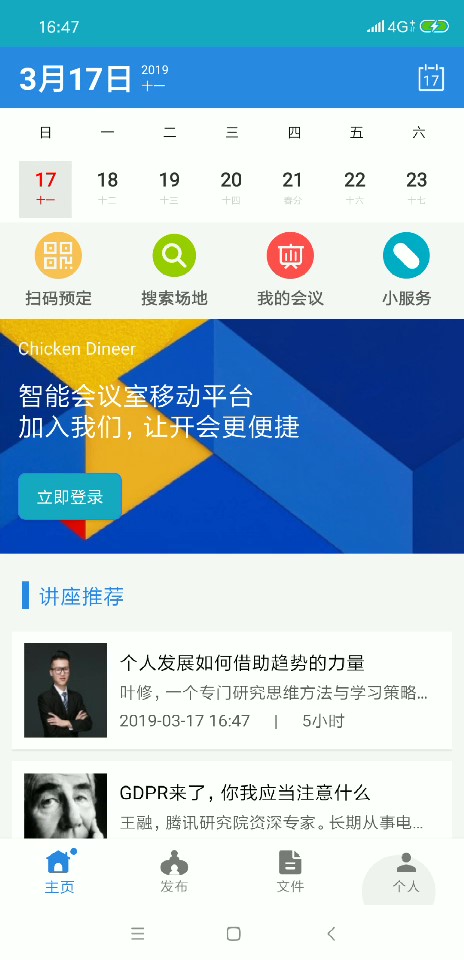 16:47
4G
3月17日
2019
十一
17
日 一 二 三 四 五 六
17 18 19 20 21 22 23
十一 十二 十三 十四 春分 十六 十七
扫码预定 搜索场地 我的会议 小服务
Chicken Dineer
智能会议室移动平台
加入我们，让开会更便捷
立即登录
讲座推荐
个人发展如何借助趋势的力量
叶修，一个专门研究思维方法与学习策略...
2019-03-17 16:47 | 5小时
GDPR来了，你我应当注意什么
王融，腾讯研究院资深专家。长期从事电...
主页 发布 文件 个人